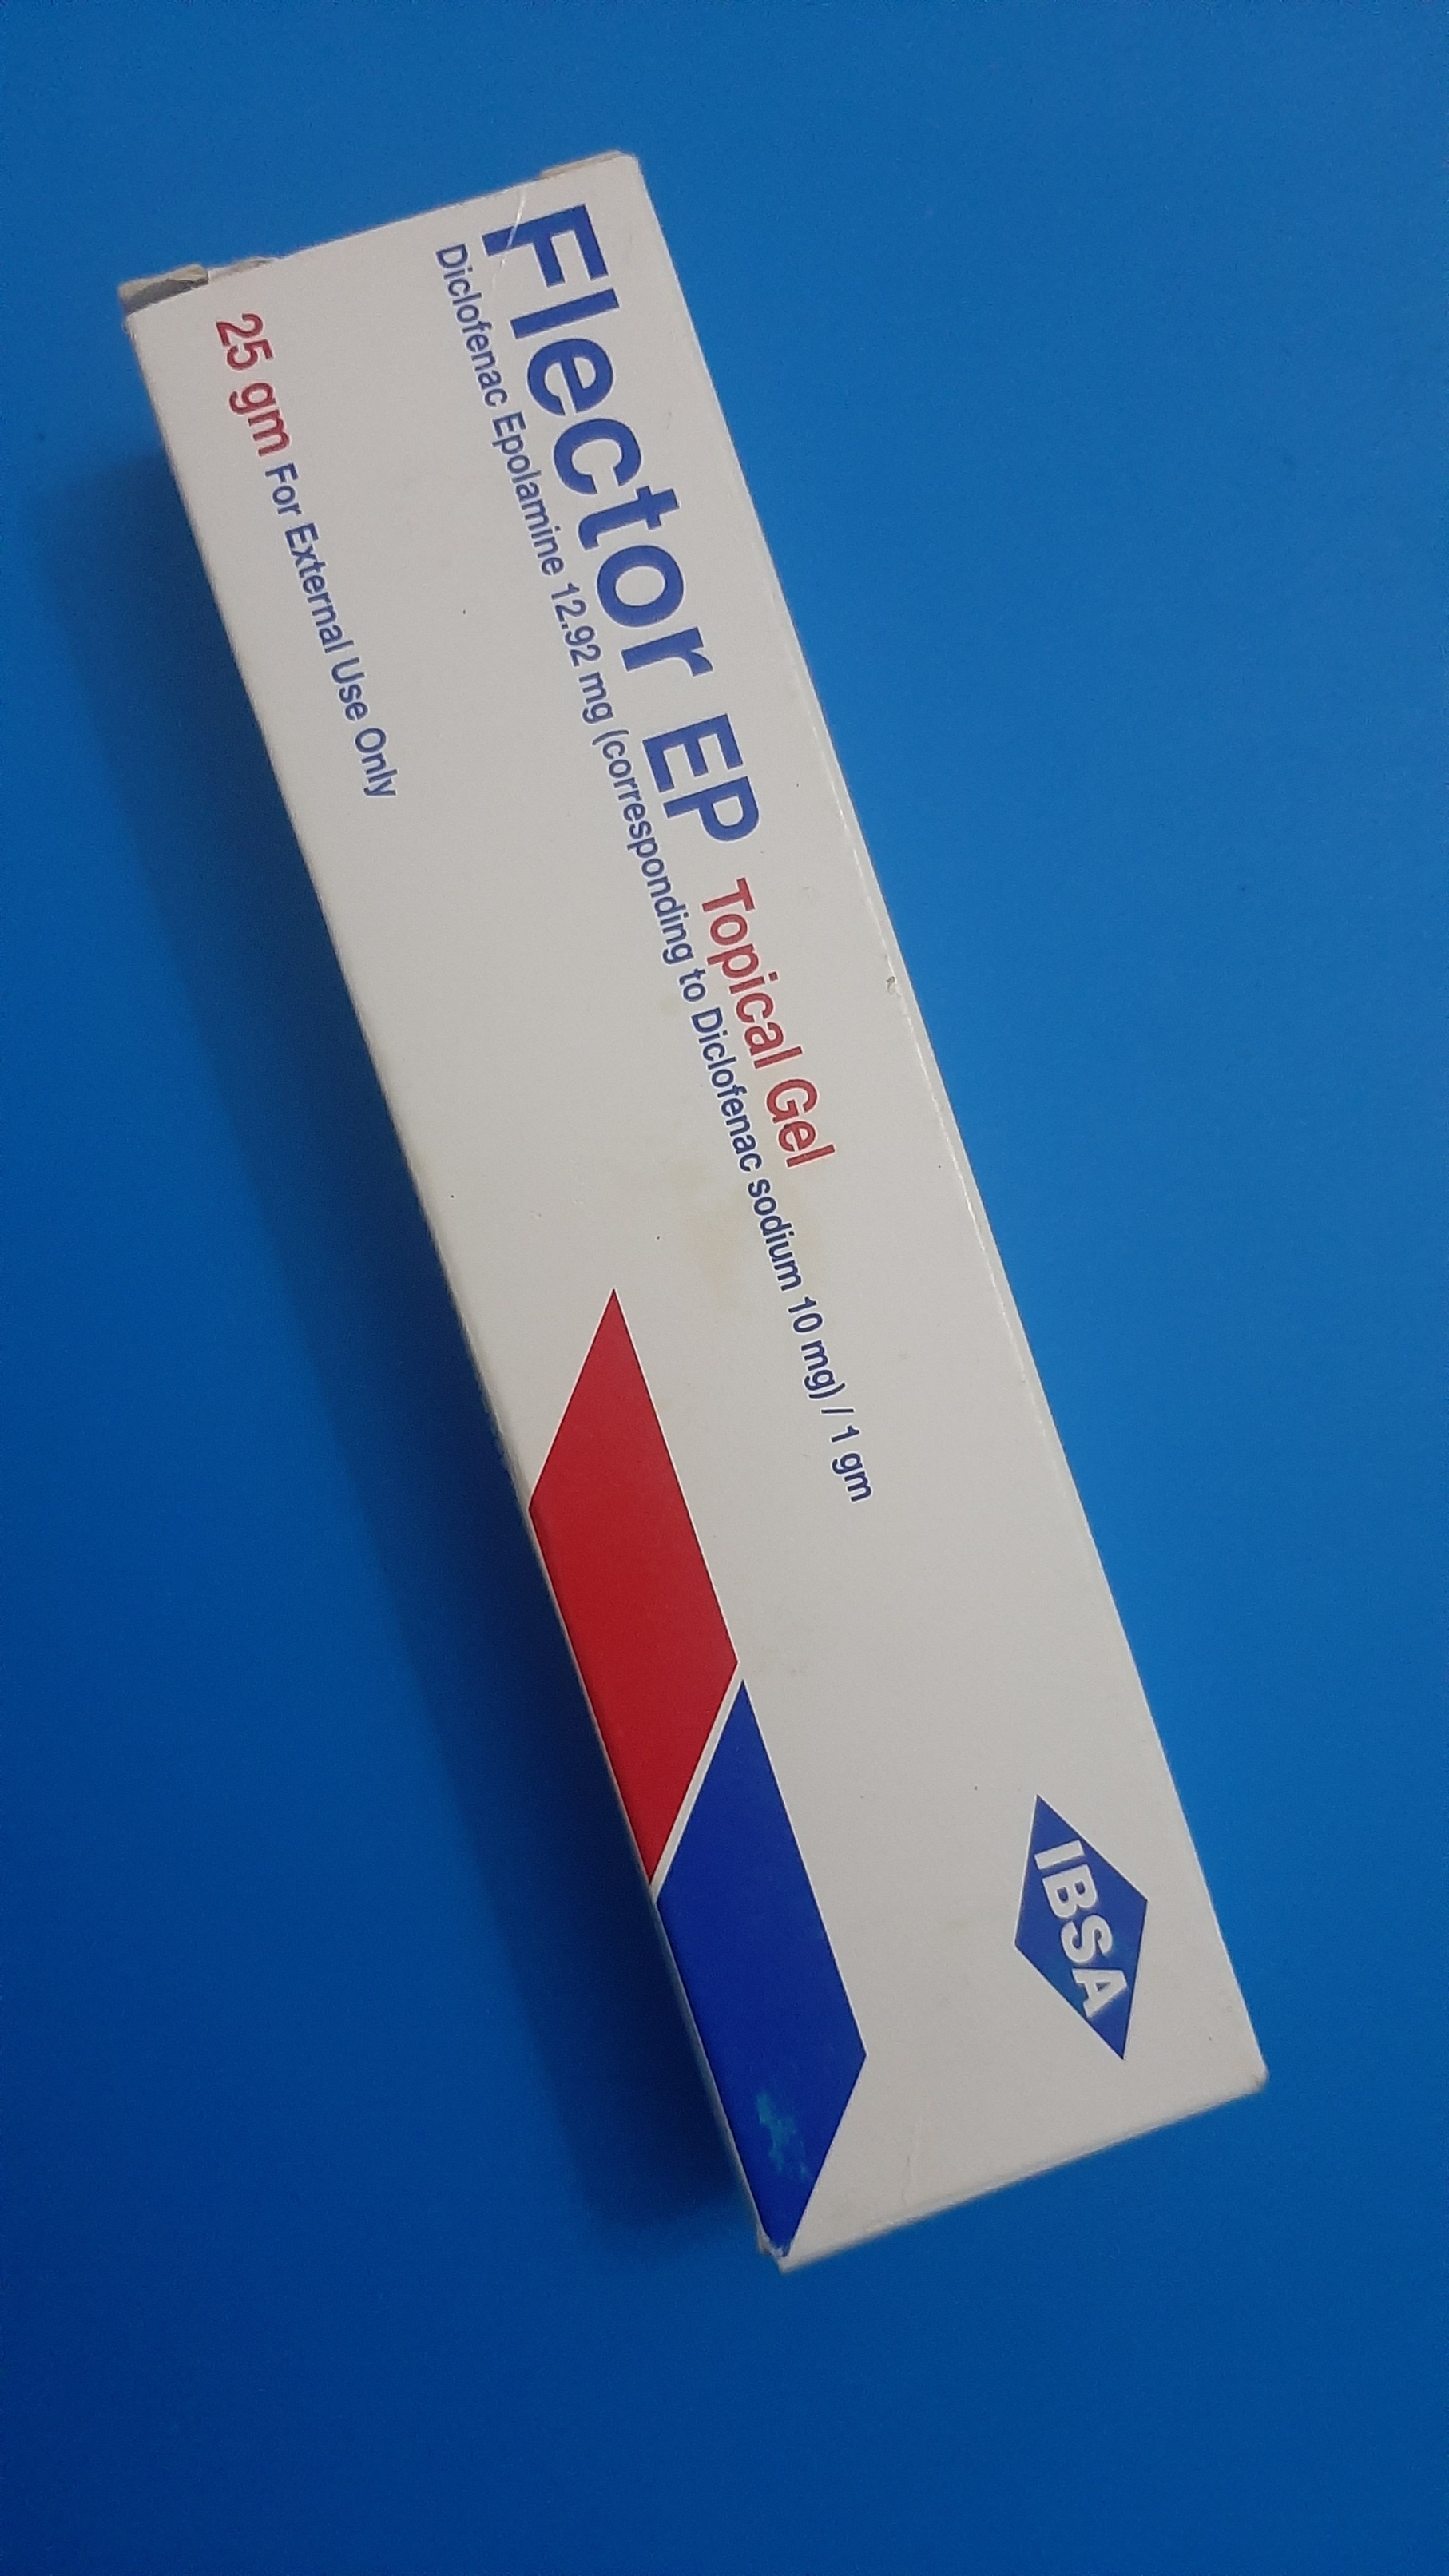 Flector EP Topical Gel
Diclofenac Epolamine 12.92 mg (corresponding to Diclofenac sodium 10 mg) / 1 gm
25 gm For External Use Only
IBSA